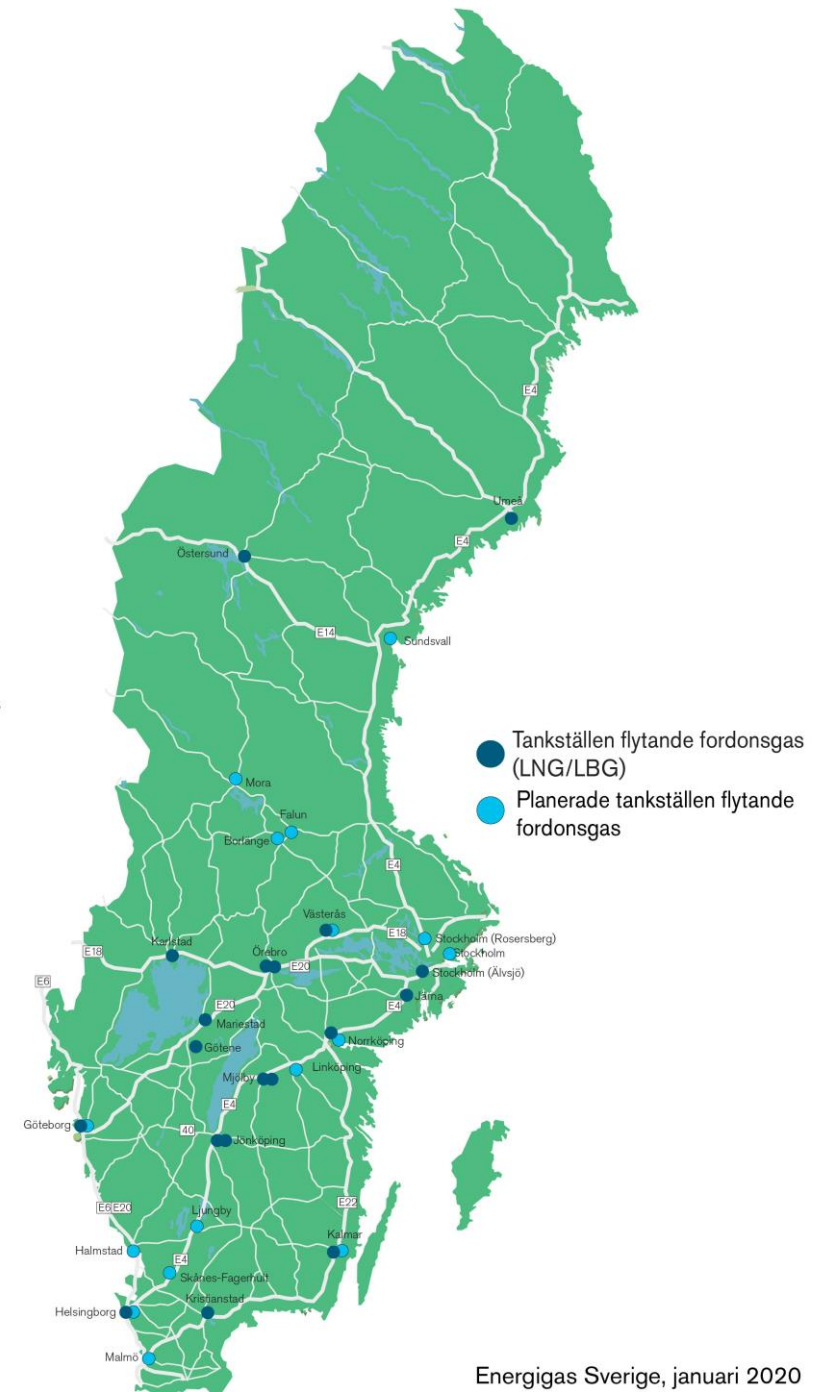 E4
Umeå
E4
Östersund
E14
Sundsvall
Tankställen flytande fordonsgas
(LNG/LBG)
Planerade tankställen flytande
fordonsgas
Mora
Falun
Borlänge
E4
Västerås
E18
Stockholm (Rosersberg)
Karlstad
E18
Örebro
E20
Stockholm
Stockholm (Älvsjö)
E6
Järna
E20
E4
Mariestad
Götene
Norrköping
Mjölby
Linköping
E4
Göteborg
40
Jönköping
E6 E20
E22
Ljungby
Kalmar
Halmstad
E4
Skånes-Fagerhult
Kristianstad
Helsingborg
Malmö
Energigas Sverige, januari 2020